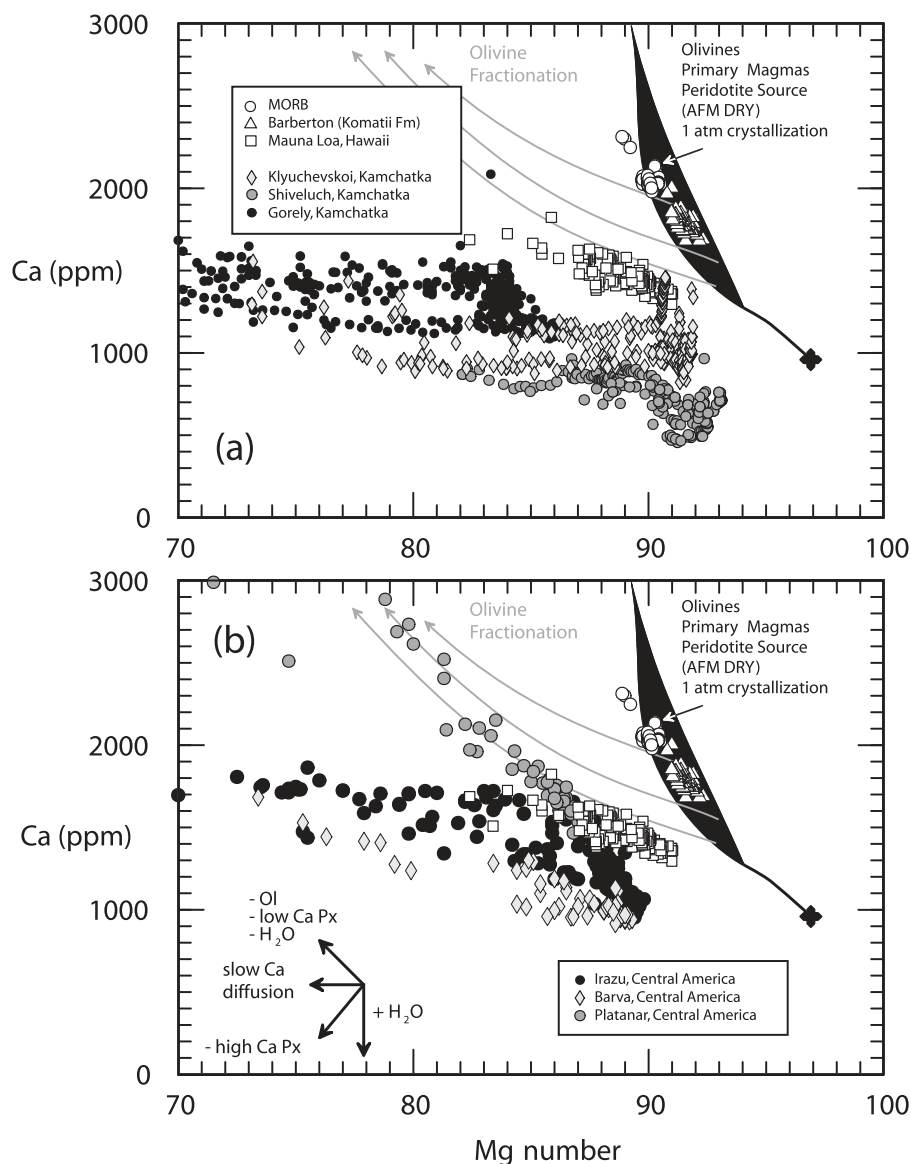 3000
Olivine
Fractionation
Olivines
Primary Magmas
Peridotite Source
(AFM DRY)
1 atm crystallization
MORB
Barberton (Komatii Fm)
Mauna Loa, Hawaii
Klyuchevskoi, Kamchatka
Shiveluch, Kamchatka
Gorely, Kamchatka
2000
Ca (ppm)
1000
(a)
0
70
80
90
100
3000
(b)
Olivine
Fractionation
Olivines
Primary Magmas
Peridotite Source
(AFM DRY)
1 atm crystallization
2000
Ca (ppm)
1000
- Ol
- low Ca Px
- H2O
slow Ca
diffusion
+ H2O
- high Ca Px
Irazu, Central America
Barva, Central America
Platanar, Central America
0
70
80
90
100
Mg number